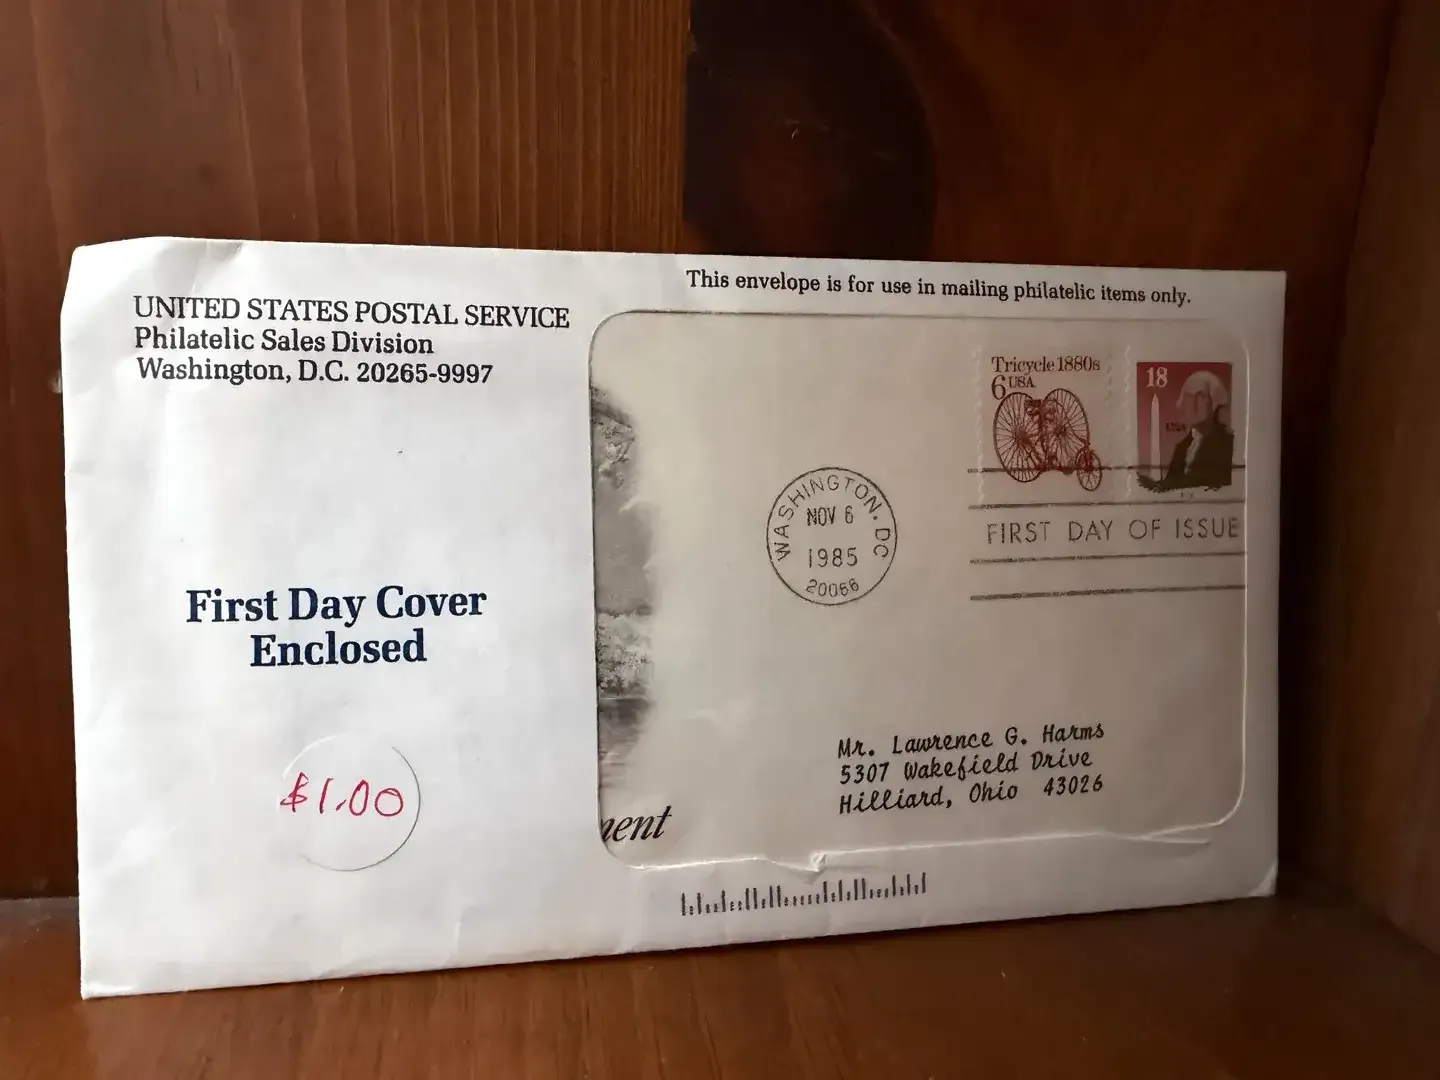 This envelope is for use in mailing philatelic items only.
UNITED STATES POSTAL SERVICE
Philatelic Sales Division
Washington, D.C. 20265-9997
Tricycle 1880s
6 USA
18
WASHINGTON. DC
NOV 6
1985
20066
FIRST DAY OF ISSUE
First Day Cover
Enclosed
$1.00
Mr. Lawrence G. Harms
5307 Wakefield Drive
Hilliard, Ohio 43026
nent